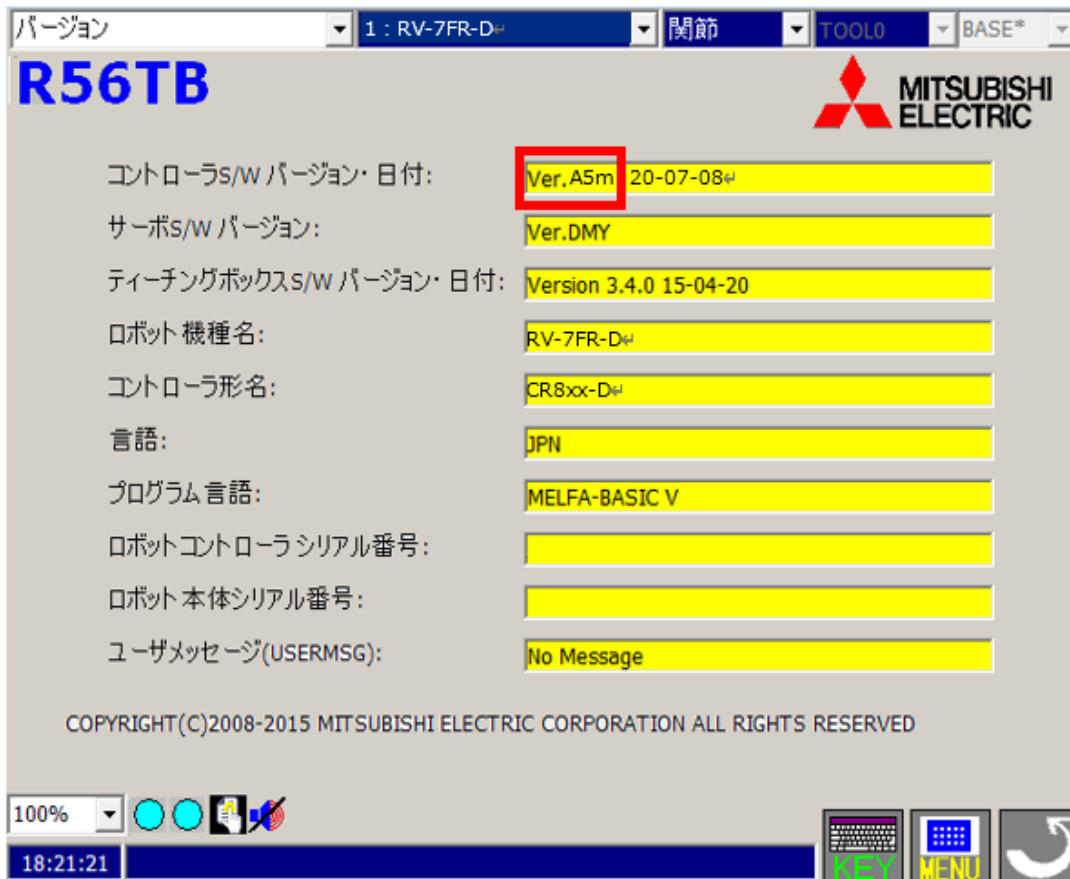 バージョン 1：RV-7FR-D↵ 関節 TOOL0 BASE*
R56TB
MITSUBISHI
ELECTRIC
コントローラS/W バージョン・日付: Ver.A5m 20-07-08↵
サーボS/W バージョン: Ver.DMY
ティーチングボックスS/W バージョン・日付: Version 3.4.0 15-04-20
ロボット機種名: RV-7FR-D↵
コントローラ形名: CR8xx-D↵
言語: JPN
プログラム言語: MELFA-BASIC V
ロボットコントローラシリアル番号:
ロボット本体シリアル番号:
ユーザメッセージ(USERMSG): No Message
COPYRIGHT(C)2008-2015 MITSUBISHI ELECTRIC CORPORATION ALL RIGHTS RESERVED
100%
18:21:21 KEY MENU